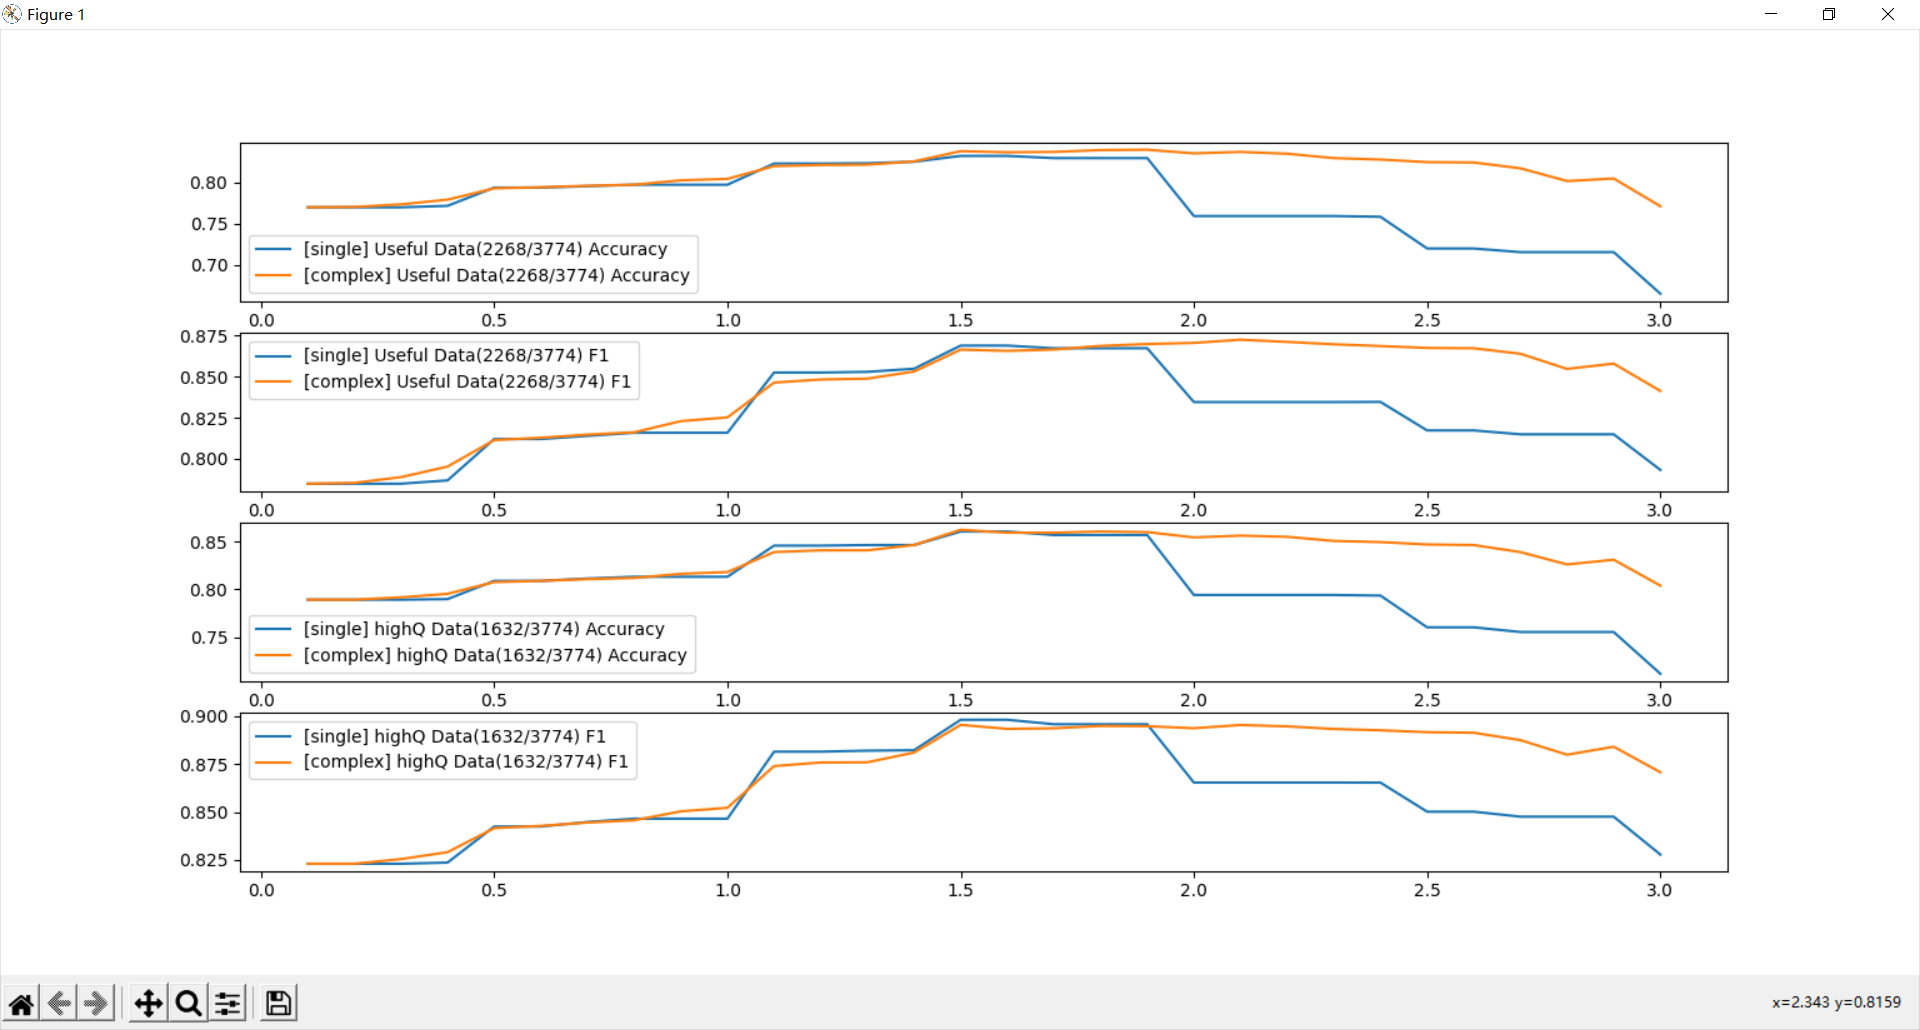 Figure 1
0.80
0.75
0.70
[single] Useful Data(2268/3774) Accuracy
[complex] Useful Data(2268/3774) Accuracy
0.0 0.5 1.0 1.5 2.0 2.5 3.0
0.875
0.850
0.825
0.800
[single] Useful Data(2268/3774) F1
[complex] Useful Data(2268/3774) F1
0.0 0.5 1.0 1.5 2.0 2.5 3.0
0.85
0.80
0.75
[single] highQ Data(1632/3774) Accuracy
[complex] highQ Data(1632/3774) Accuracy
0.0 0.5 1.0 1.5 2.0 2.5 3.0
0.900
0.875
0.850
0.825
[single] highQ Data(1632/3774) F1
[complex] highQ Data(1632/3774) F1
0.0 0.5 1.0 1.5 2.0 2.5 3.0
x=2.343 y=0.8159